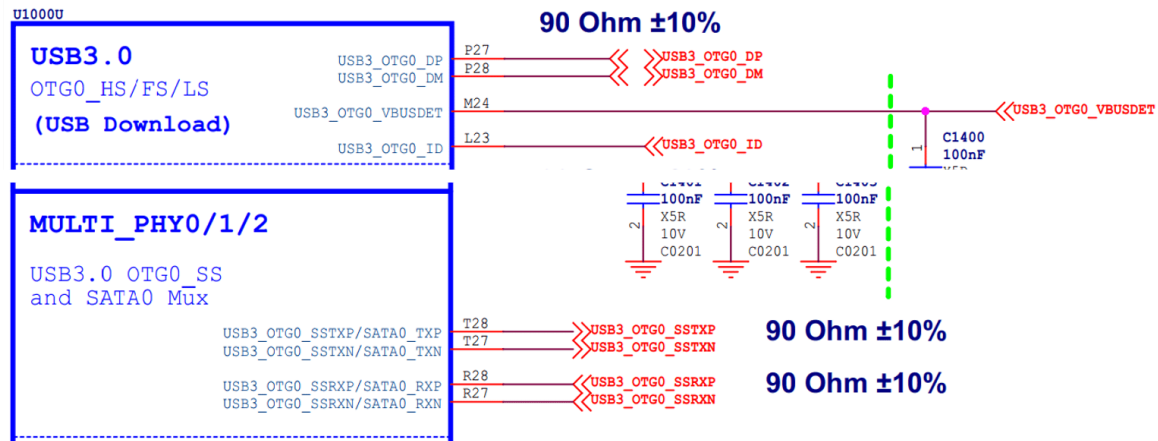 U1000U
90 Ohm ±10%
USB3.0
OTG0_HS/FS/LS
(USB Download)
USB3_OTG0_DP P27 USB3_OTG0_DP
USB3_OTG0_DM P28 USB3_OTG0_DM
USB3_OTG0_VBUSDET M24 USB3_OTG0_VBUSDET
USB3_OTG0_ID L23 USB3_OTG0_ID
C1400
1 100nF
C1401 C1402 C1403
100nF 100nF 100nF
2 X5R 2 X5R 2 X5R
10V 10V 10V
C0201 C0201 C0201
MULTI_PHY0/1/2
USB3.0 OTG0_SS
and SATA0 Mux
USB3_OTG0_SSTXP/SATA0_TXP T28 USB3_OTG0_SSTXP 90 Ohm ±10%
USB3_OTG0_SSTXN/SATA0_TXN T27 USB3_OTG0_SSTXN
USB3_OTG0_SSRXP/SATA0_RXP R28 USB3_OTG0_SSRXP 90 Ohm ±10%
USB3_OTG0_SSRXN/SATA0_RXN R27 USB3_OTG0_SSRXN